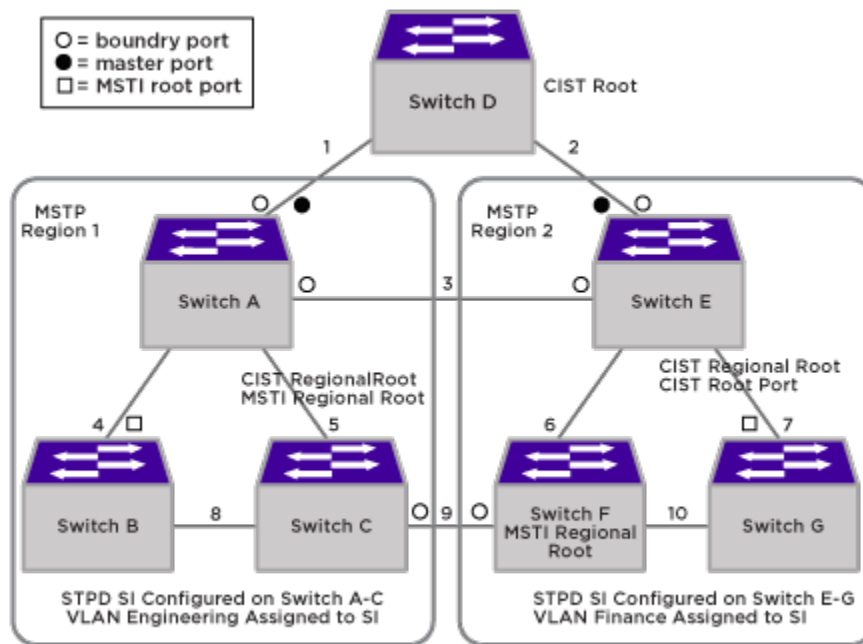 = boundry port
= master port
= MSTI root port
Switch D
CIST Root
1
2
MSTP
Region 1
MSTP
Region 2
Switch A
3
Switch E
CIST RegionalRoot
MSTI Regional Root
CIST Regional Root
CIST Root Port
4
5
6
7
Switch B
8
Switch C
9
Switch F
MSTI Regional
Root
10
Switch G
STPD SI Configured on Switch A-C
VLAN Engineering Assigned to SI
STPD SI Configured on Switch E-G
VLAN Finance Assigned to SI